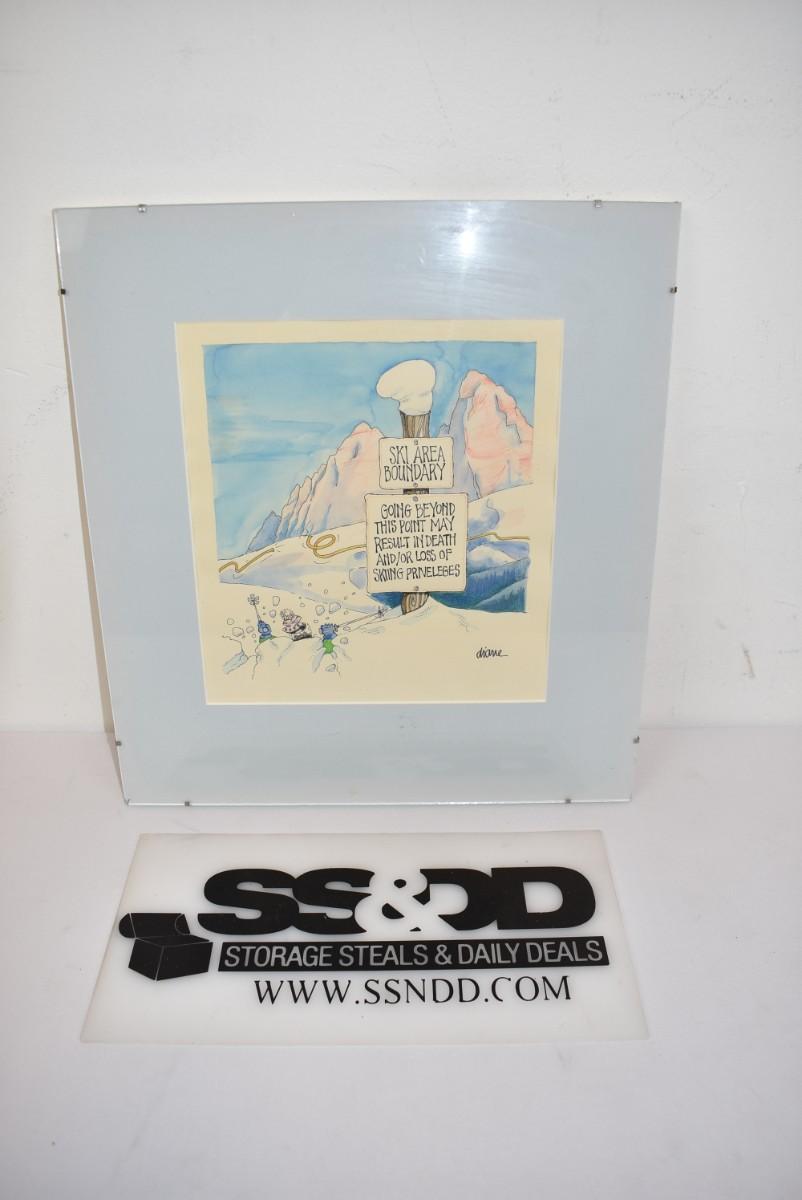 SKI AREA
BOUNDARY
GOING BEYOND
THIS POINT MAY
RESULT IN DEATH
AND/OR LOSS OF
SKIING PRIVELEGES
diane
SS&DD
STORAGE STEALS & DAILY DEALS
WWW.SSNDD.COM